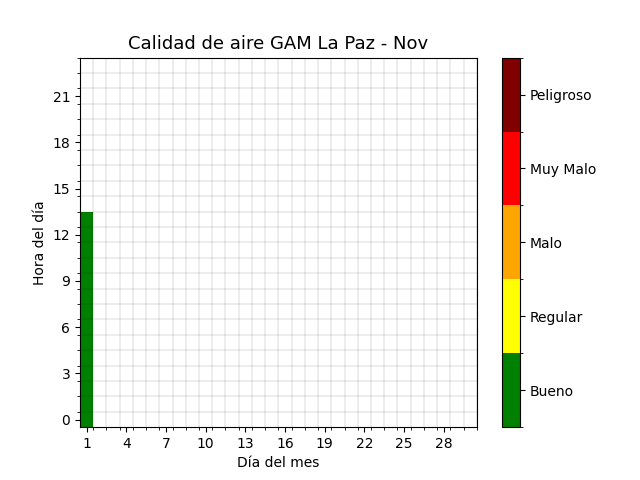 Calidad de aire GAM La Paz - Nov
Hora del día
21
18
15
12
9
6
3
0
1 4 7 10 13 16 19 22 25 28
Día del mes
Peligroso
Muy Malo
Malo
Regular
Bueno